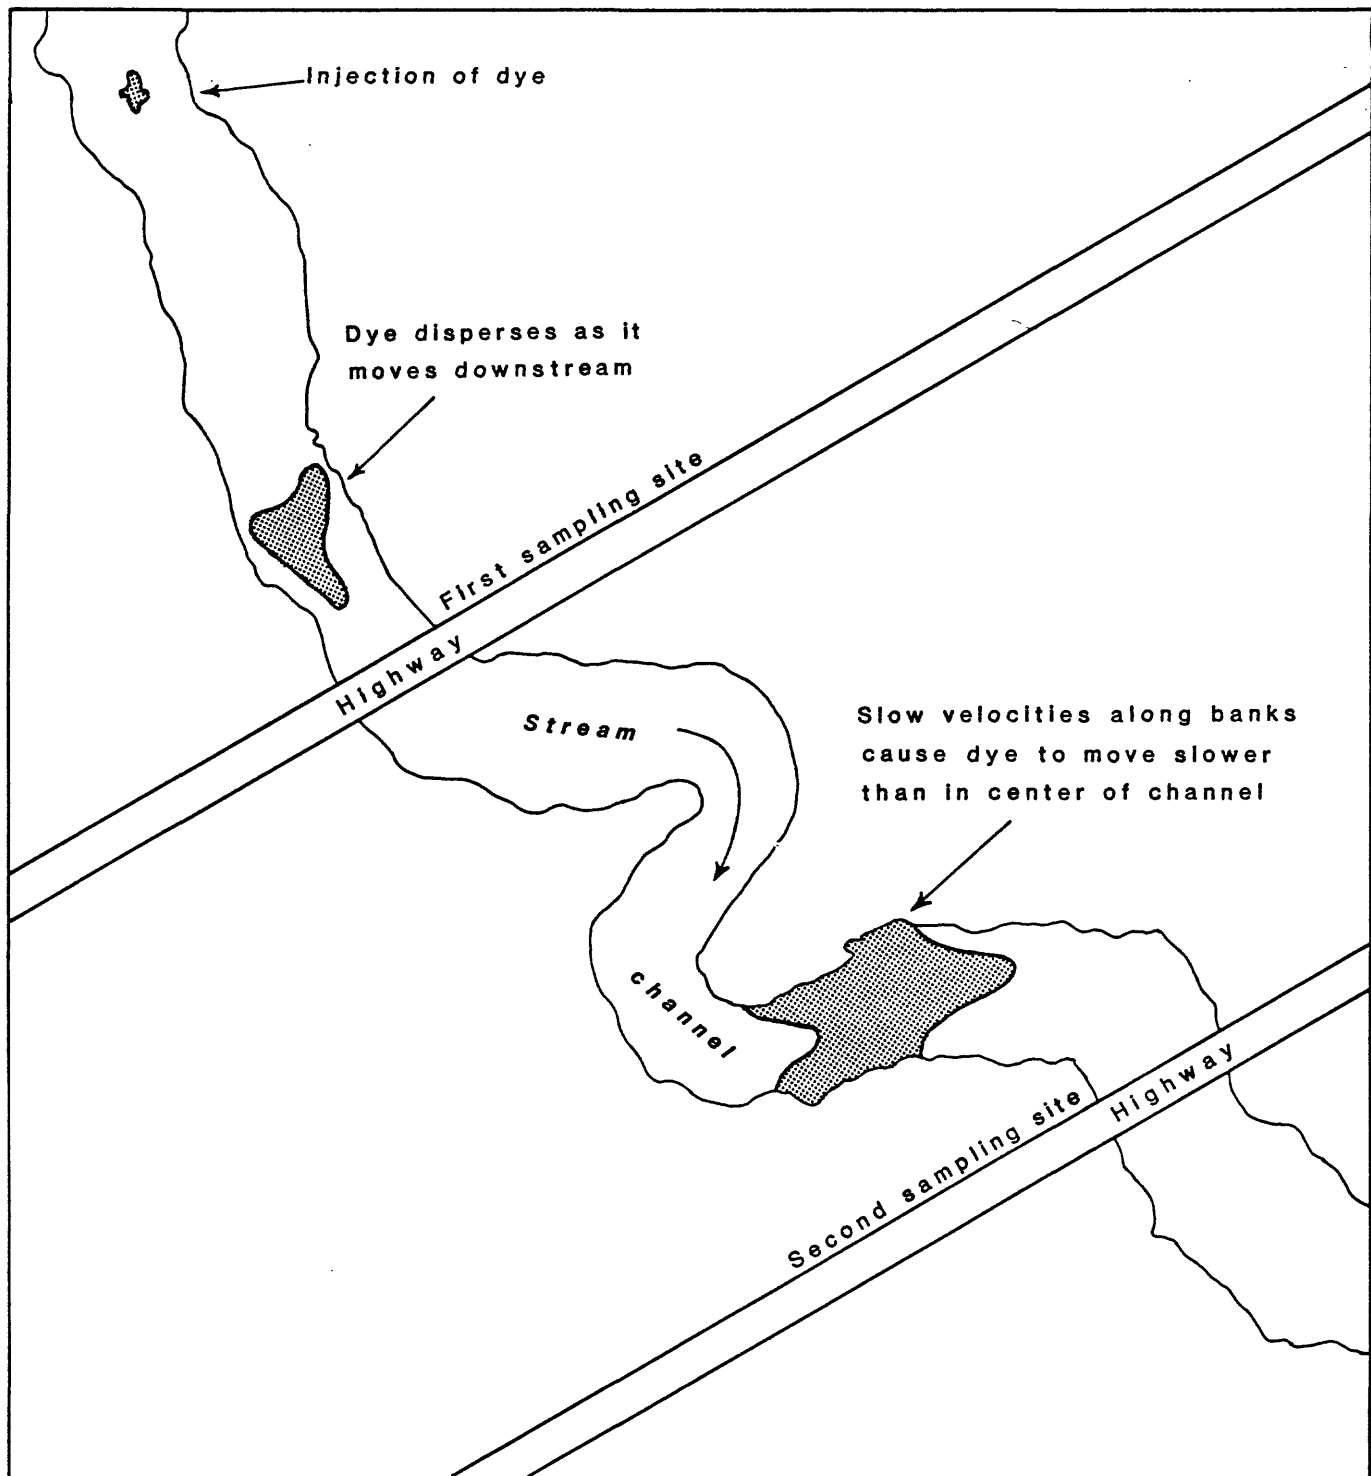 Injection of dye
Dye disperses as it
moves downstream
First sampling site
Highway
Stream
Slow velocities along banks
cause dye to move slower
than in center of channel
channel
Highway
Second sampling site